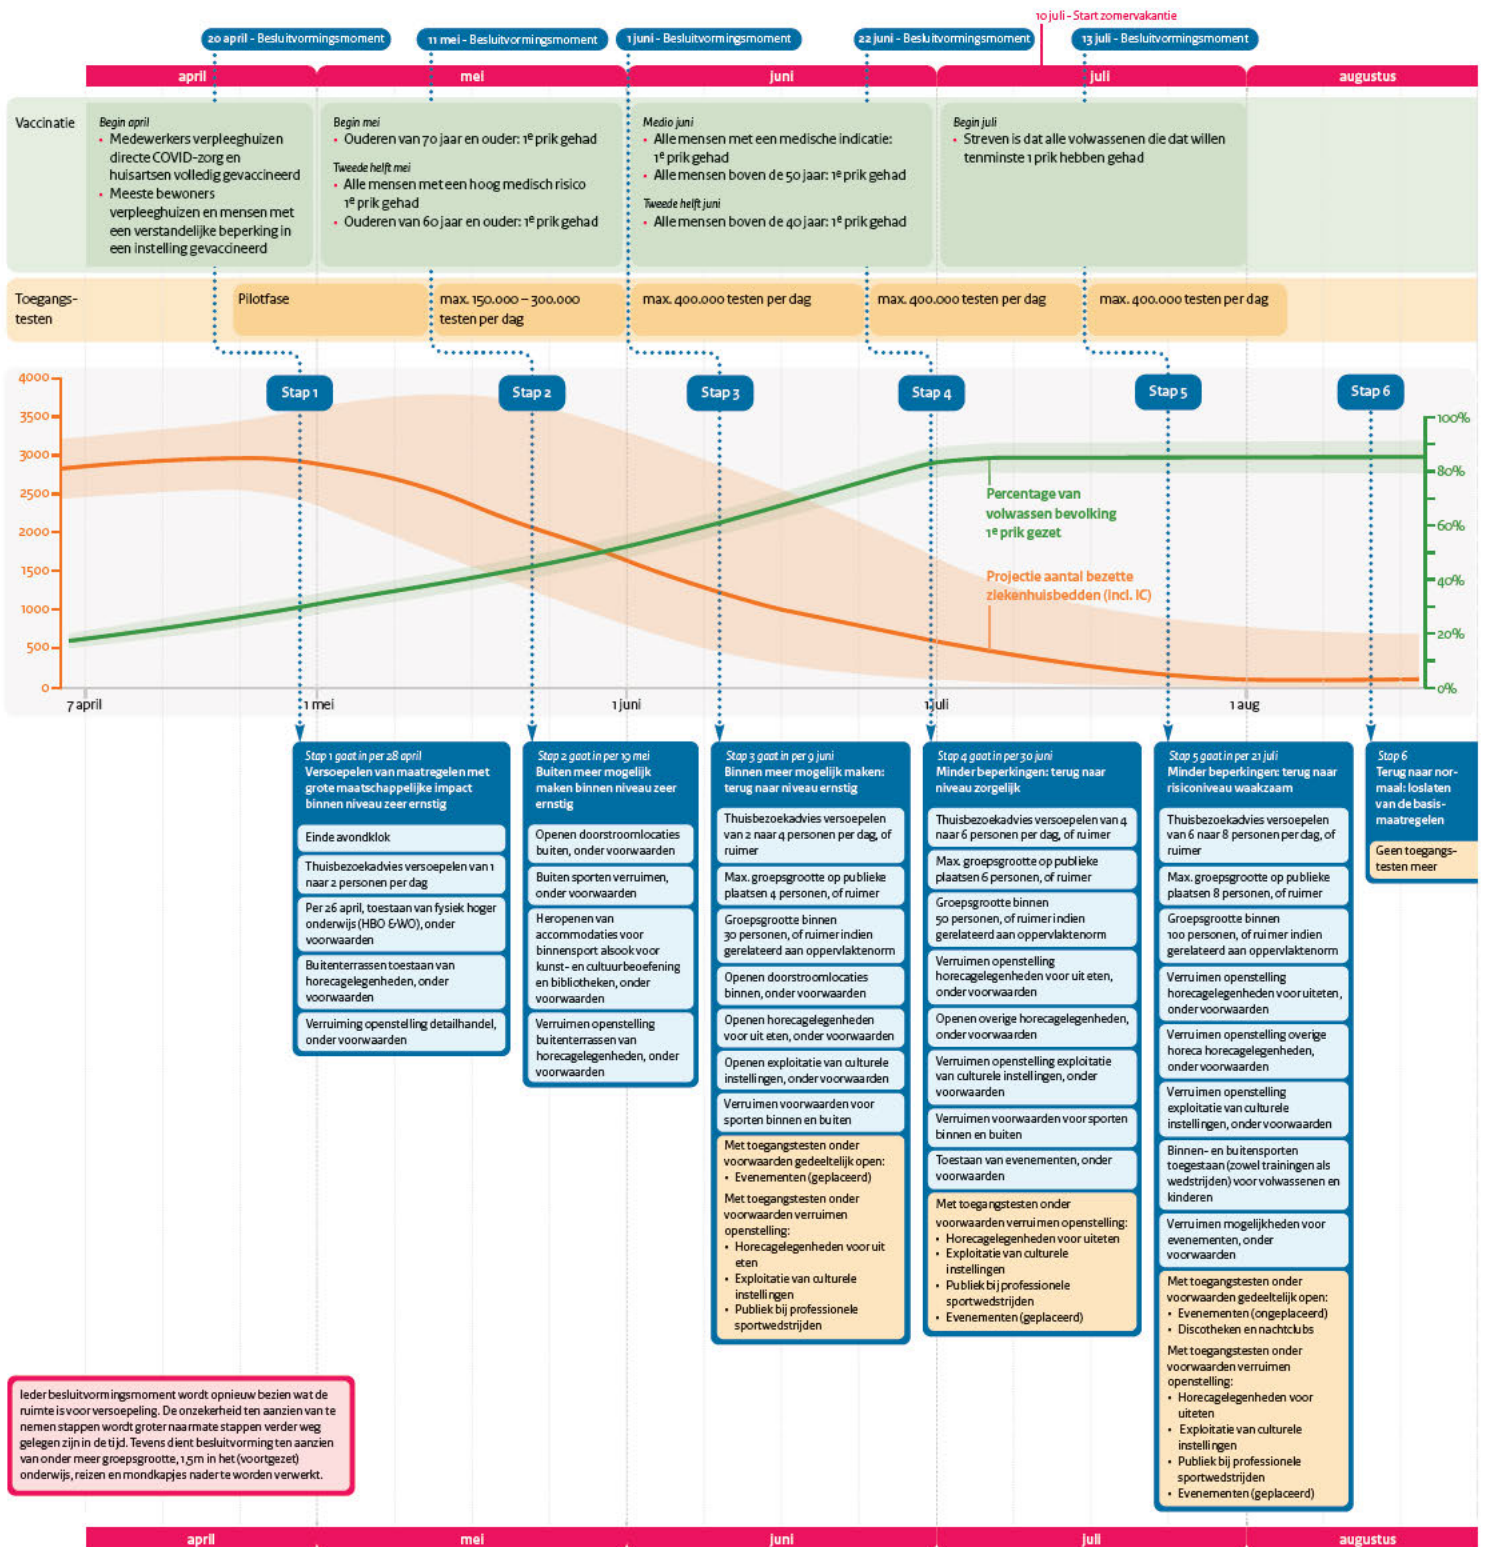 10 juli - Start zomervakantie
20 april - Besluitvormingsmoment
11 mei - Besluitvormingsmoment
1 juni - Besluitvormingsmoment
22 juni - Besluitvormingsmoment
13 juli - Besluitvormingsmoment
april
mei
juni
juli
augustus
Vaccinatie
Begin april
• Medewerkers verpleeghuizen
directe COVID-zorg en
huisartsen volledig gevaccineerd
• Meeste bewoners
verpleeghuizen en mensen met
een verstandelijke beperking in
een instelling gevaccineerd
Begin mei
• Ouderen van 70 jaar en ouder: 1e prik gehad
Tweede helft mei
• Alle mensen met een hoog medisch risico
1e prik gehad
• Ouderen van 60 jaar en ouder: 1e prik gehad
Medio juni
• Alle mensen met een medische indicatie:
1e prik gehad
• Alle mensen boven de 50 jaar: 1e prik gehad
Tweede helft juni
• Alle mensen boven de 40 jaar: 1e prik gehad
Begin juli
• Streven is dat alle volwassenen die dat willen
tenminste 1 prik hebben gehad
Toegangs-
testen
Pilotfase
max. 150.000 – 300.000
testen per dag
max. 400.000 testen per dag
max. 400.000 testen per dag
max. 400.000 testen per dag
Stap 1
Stap 2
Stap 3
Stap 4
Stap 5
Stap 6
4000
3500
3000
2500
2000
1500
1000
500
0
100%
80%
60%
40%
20%
0%
Percentage van
volwassen bevolking
1e prik gezet
Projectie aantal bezette
ziekenhuisbedden (incl. IC)
7 april
1 mei
1 juni
1 juli
1 aug
Stap 1 gaat in per 28 april
Versoepelen van maatregelen met
grote maatschappelijke impact
binnen niveau zeer ernstig
Einde avondklok
Thuisbezoekadvies versoepelen van 1
naar 2 personen per dag
Per 26 april, toestaan van fysiek hoger
onderwijs (HBO & WO), onder
voorwaarden
Buitenterrassen toestaan van
horecagelegenheden, onder
voorwaarden
Verruiming openstelling detailhandel,
onder voorwaarden
Stap 2 gaat in per 19 mei
Buiten meer mogelijk
maken binnen niveau zeer
ernstig
Openen doorstroomlocaties
buiten, onder voorwaarden
Buiten sporten verruimen,
onder voorwaarden
Heropenen van
accommodaties voor
binnensport alsook voor
kunst- en cultuurbeoefening
en bibliotheken, onder
voorwaarden
Verruimen openstelling
buitenterrassen van
horecagelegenheden, onder
voorwaarden
Stap 3 gaat in per 9 juni
Binnen meer mogelijk maken:
terug naar niveau ernstig
Thuisbezoekadvies versoepelen
van 2 naar 4 personen per dag, of
ruimer
Max. groepsgrootte op publieke
plaatsen 4 personen, of ruimer
Groepsgrootte binnen
30 personen, of ruimer indien
gerelateerd aan oppervlaktenorm
Openen doorstroomlocaties
binnen, onder voorwaarden
Openen horecagelegenheden
voor uit eten, onder voorwaarden
Openen exploitatie van culturele
instellingen, onder voorwaarden
Verruimen voorwaarden voor
sporten binnen en buiten
Met toegangstesten onder
voorwaarden gedeeltelijk open:
• Evenementen (geplaceerd)
Met toegangstesten onder
voorwaarden verruimen
openstelling:
• Horecagelegenheden voor uit
eten
• Exploitatie van culturele
instellingen
• Publiek bij professionele
sportwedstrijden
Stap 4 gaat in per 30 juni
Minder beperkingen: terug naar
niveau zorgelijk
Thuisbezoekadvies versoepelen van 4
naar 6 personen per dag, of ruimer
Max. groepsgrootte op publieke
plaatsen 6 personen, of ruimer
Groepsgrootte binnen
50 personen, of ruimer indien
gerelateerd aan oppervlaktenorm
Verruimen openstelling
horecagelegenheden voor uit eten,
onder voorwaarden
Openen overige horecagelegenheden,
onder voorwaarden
Verruimen openstelling exploitatie
van culturele instellingen, onder
voorwaarden
Verruimen voorwaarden voor sporten
binnen en buiten
Toestaan van evenementen, onder
voorwaarden
Met toegangstesten onder
voorwaarden verruimen openstelling:
• Horecagelegenheden voor uiteten
• Exploitatie van culturele
instellingen
• Publiek bij professionele
sportwedstrijden
• Evenementen (geplaceerd)
Stap 5 gaat in per 21 juli
Minder beperkingen: terug naar
risiconiveau waakzaam
Thuisbezoekadvies versoepelen
van 6 naar 8 personen per dag, of
ruimer
Max. groepsgrootte op publieke
plaatsen 8 personen, of ruimer
Groepsgrootte binnen
100 personen, of ruimer indien
gerelateerd aan oppervlaktenorm
Verruimen openstelling
horecagelegenheden voor uiteten,
onder voorwaarden
Verruimen openstelling overige
horeca horecagelegenheden,
onder voorwaarden
Verruimen openstelling
exploitatie van culturele
instellingen, onder voorwaarden
Binnen- en buitensporten
toegestaan (zowel trainingen als
wedstrijden) voor volwassenen en
kinderen
Verruimen mogelijkheden voor
evenementen, onder
voorwaarden
Met toegangstesten onder
voorwaarden gedeeltelijk open:
• Evenementen (ongeplaceerd)
• Discotheken en nachtclubs
Met toegangstesten onder
voorwaarden verruimen
openstelling:
• Horecagelegenheden voor
uiteten
• Exploitatie van culturele
instellingen
• Publiek bij professionele
sportwedstrijden
• Evenementen (geplaceerd)
Stap 6
Terug naar nor-
maal: loslaten
van de basis-
maatregelen
Geen toegangs-
testen meer
Ieder besluitvormingsmoment wordt opnieuw bezien wat de
ruimte is voor versoepeling. De onzekerheid ten aanzien van te
nemen stappen wordt groter naarmate stappen verder weg
gelegen zijn in de tijd. Tevens dient besluitvorming ten aanzien
van onder meer groepsgrootte, 1,5m in het (voortgezet)
onderwijs, reizen en mondkapjes nader te worden verwerkt.
april
mei
juni
juli
augustus